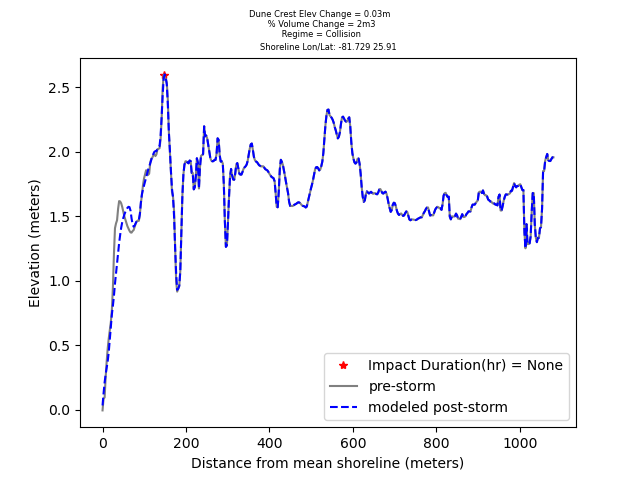 Dune Crest Elev Change = 0.03m
% Volume Change = 2m3
Regime = Collision
Shoreline Lon/Lat: -81.729 25.91
2.5
2.0
1.5
1.0
0.5
0.0
Elevation (meters)
Impact Duration(hr) = None
pre-storm
modeled post-storm
0 200 400 600 800 1000
Distance from mean shoreline (meters)